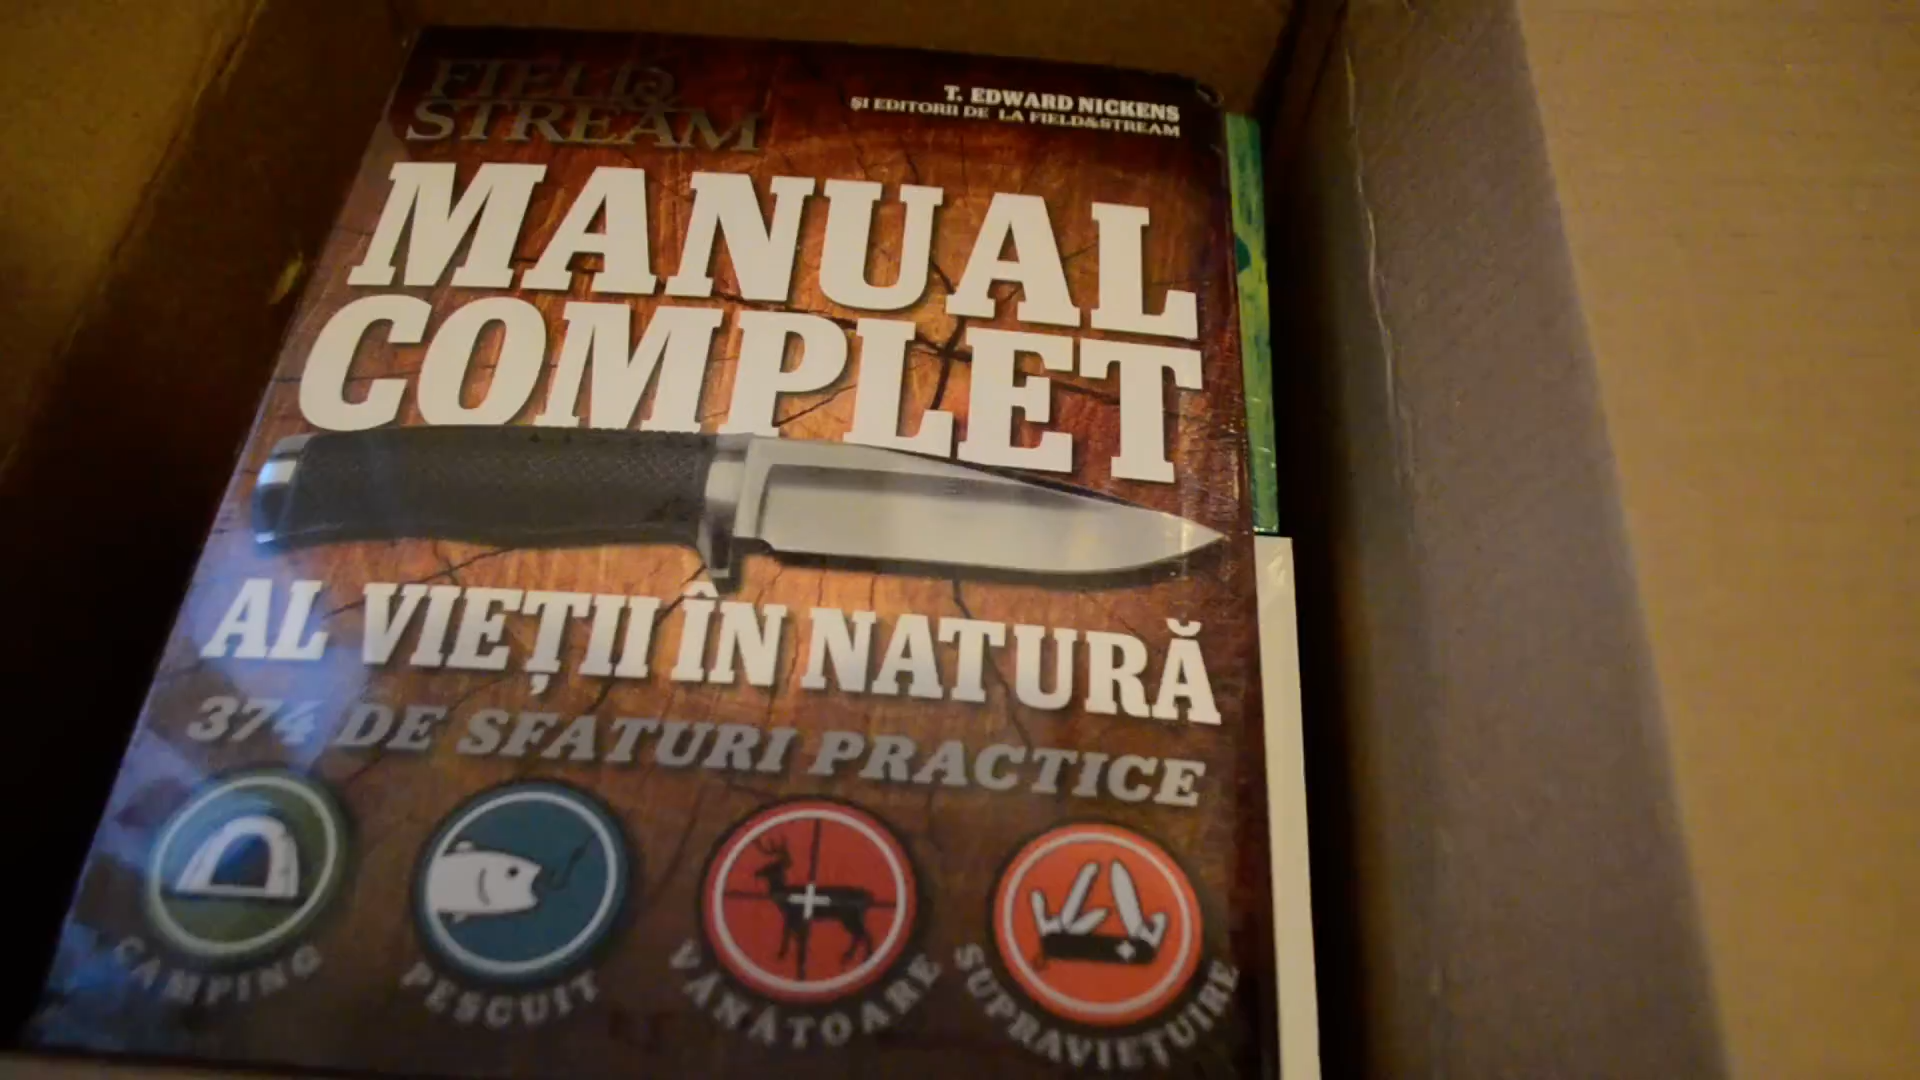 FIELD&
STREAM
T. EDWARD NICKENS
ȘI EDITORII DE LA FIELD&STREAM
MANUAL
COMPLET
AL VIEȚII ÎN NATURĂ
374 DE SFATURI PRACTICE
CAMPING
PESCUIT
VÂNĂTOARE
SUPRAVIEȚUIRE